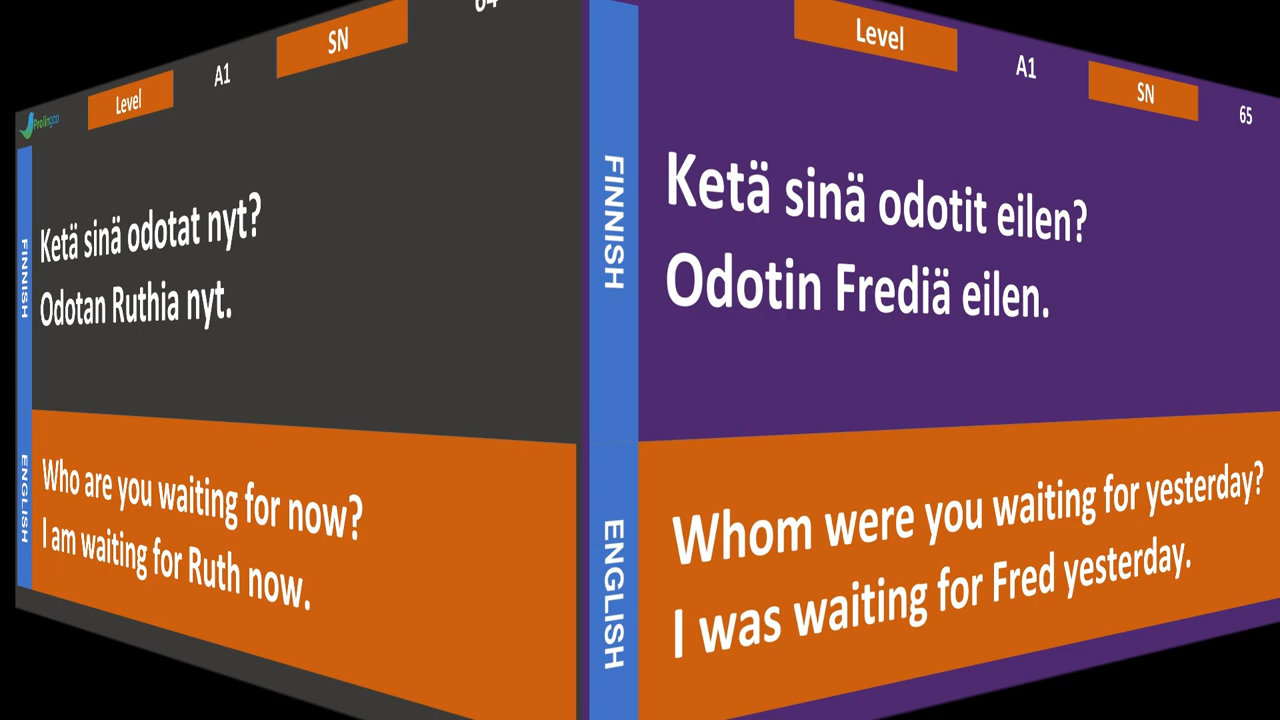 Prolingoo
Level
A1
SN
64
FINNISH
Ketä sinä odotat nyt?
Odotan Ruthia nyt.
ENGLISH
Who are you waiting for now?
I am waiting for Ruth now.
Level
A1
SN
65
FINNISH
Ketä sinä odotit eilen?
Odotin Frediä eilen.
ENGLISH
Whom were you waiting for yesterday?
I was waiting for Fred yesterday.